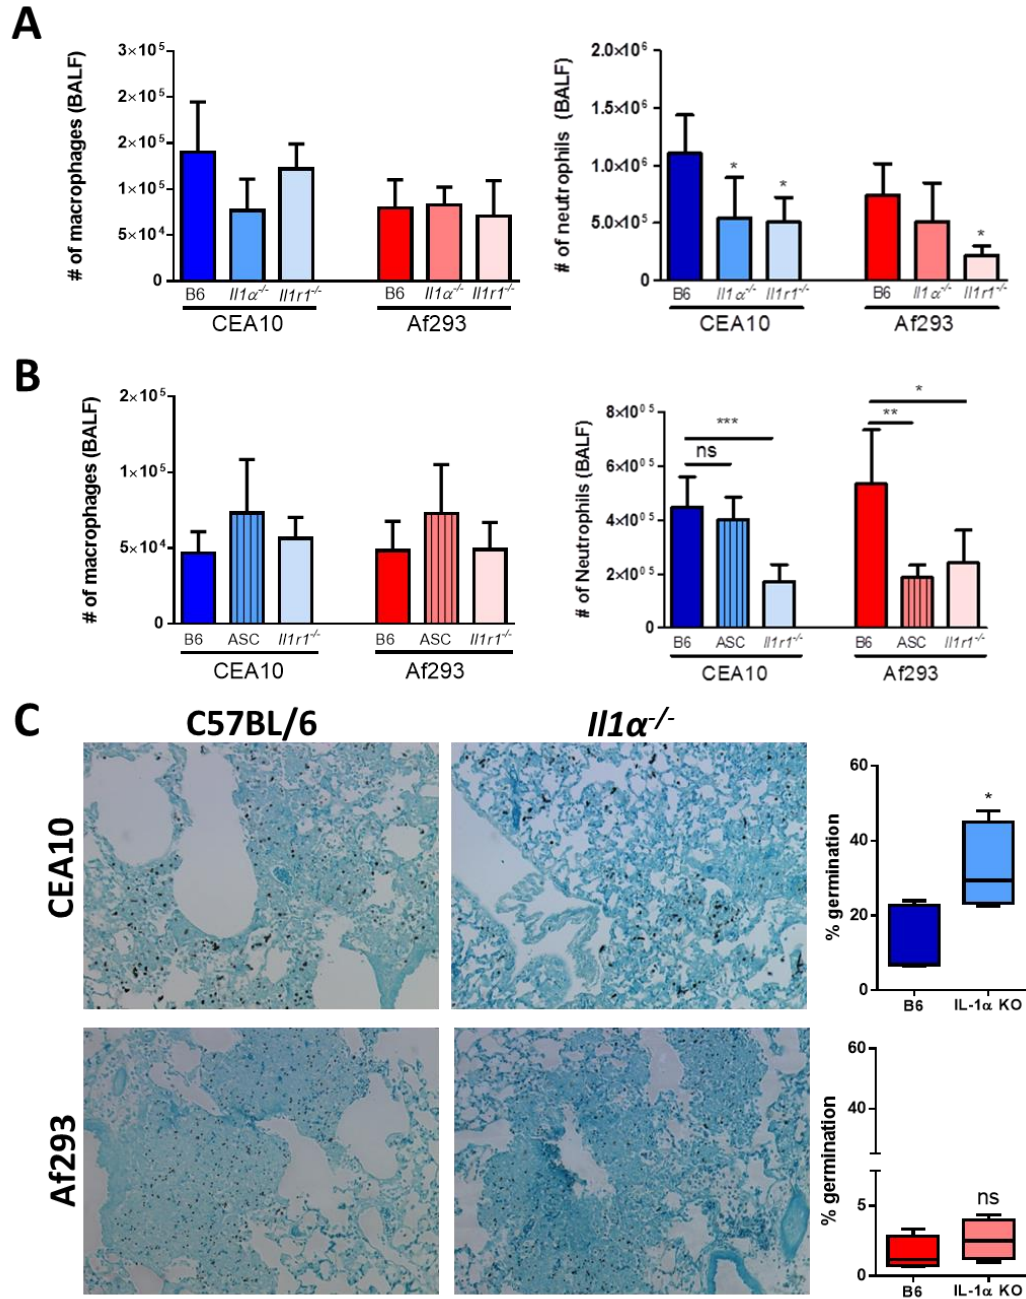 A
# of macrophages (BALF)
3×10⁵
2×10⁵
2×10⁵
1×10⁵
5×10⁴
0
B6 Il1α⁻/⁻ Il1r1⁻/⁻ B6 Il1α⁻/⁻ Il1r1⁻/⁻
CEA10 Af293
# of neutrophils (BALF)
2.0×10⁶
1.5×10⁶
1.0×10⁶
5.0×10⁵
0
* * *
B6 Il1α⁻/⁻ Il1r1⁻/⁻ B6 Il1α⁻/⁻ Il1r1⁻/⁻
CEA10 Af293
B
# of macrophages (BALF)
2×10⁵
1×10⁵
5×10⁴
0
B6 ASC Il1r1⁻/⁻ B6 ASC Il1r1⁻/⁻
CEA10 Af293
# of Neutrophils (BALF)
8×10⁰⁵
6×10⁰⁵
4×10⁰⁵
2×10⁰⁵
0
***
ns
*
**
B6 ASC Il1r1⁻/⁻ B6 ASC Il1r1⁻/⁻
CEA10 Af293
C
C57BL/6 Il1α⁻/⁻
CEA10
% germination
60
40
20
0
*
B6 IL-1α KO
Af293
% germination
60
40
5
0
ns
B6 IL-1α KO